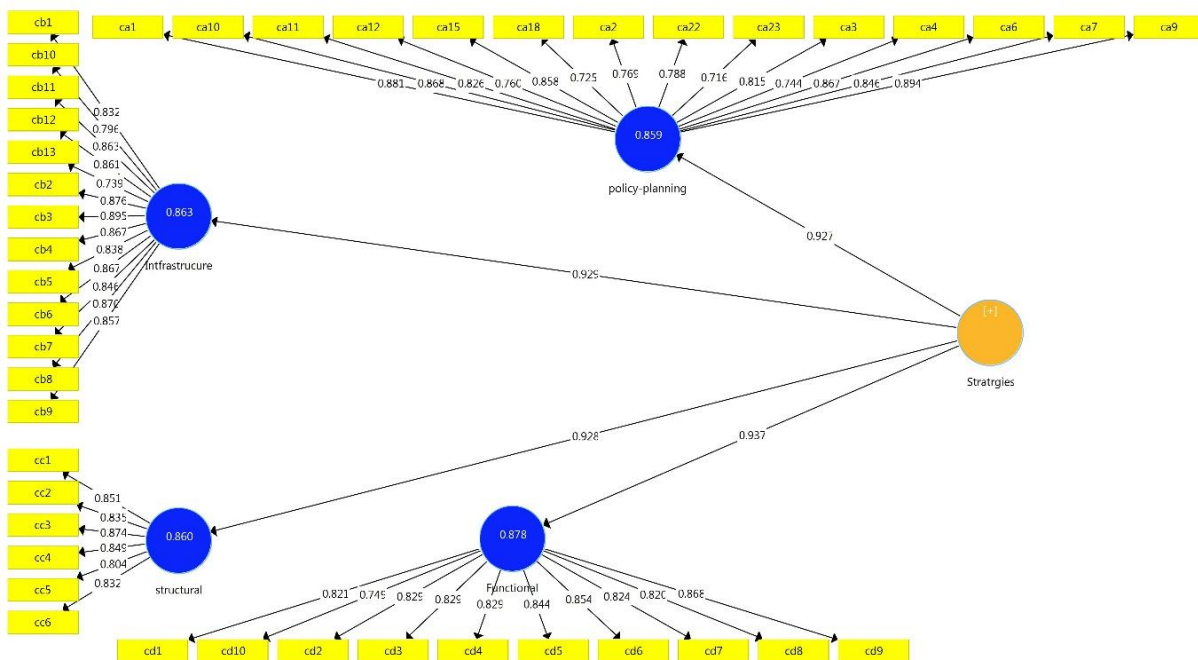 cb1
ca1 ca10 ca11 ca12 ca15 ca18 ca2 ca22 ca23 ca3 ca4 ca6 ca7 ca9
cb10
cb11
cb12
cb13
cb2
cb3
cb4
cb5
cb6
cb7
cb8
cb9
0.881 0.868 0.826 0.760 0.858 0.725 0.769 0.788 0.716 0.815 0.744 0.867 0.846 0.894
0.859
policy-planning
0.832
0.796
0.863
0.861
0.739
0.876
0.895
0.867
0.838
0.867
0.846
0.870
0.857
0.863
Intfrastrucure
0.927
0.929
[+]
Stratrgies
0.928
0.937
cc1
cc2
cc3
cc4
cc5
cc6
0.851
0.835
0.874
0.849
0.804
0.832
0.860
structural
0.878
Functional
0.821 0.749 0.829 0.829 0.829 0.844 0.854 0.824 0.820 0.868
cd1 cd10 cd2 cd3 cd4 cd5 cd6 cd7 cd8 cd9